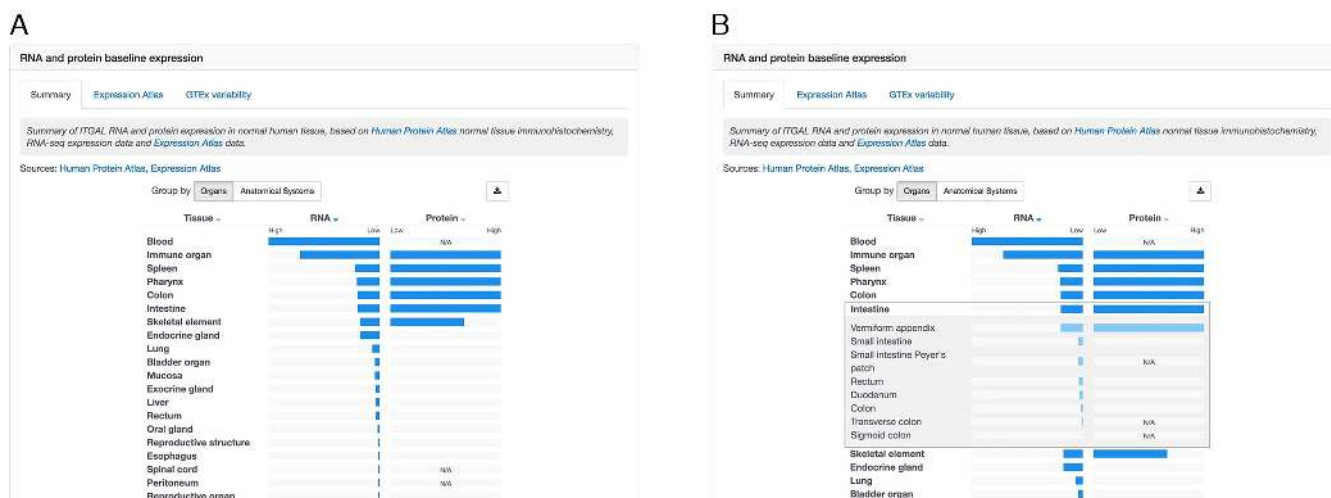 A
RNA and protein baseline expression
Summary Expression Atlas GTEx variability
Summary of ITGAL RNA and protein expression in normal human tissue, based on Human Protein Atlas normal tissue immunohistochemistry,
RNA-seq expression data and Expression Atlas data.
Sources: Human Protein Atlas, Expression Atlas
Group by Organs Anatomical Systems
Tissue RNA Protein
High Low Low High
Blood N/A
Immune organ
Spleen
Pharynx
Colon
Intestine
Skeletal element
Endocrine gland
Lung
Bladder organ
Mucosa
Exocrine gland
Liver
Rectum
Oral gland
Reproductive structure
Esophagus
Spinal cord N/A
Peritoneum N/A
Reproductive organ
B
RNA and protein baseline expression
Summary Expression Atlas GTEx variability
Summary of ITGAL RNA and protein expression in normal human tissue, based on Human Protein Atlas normal tissue immunohistochemistry,
RNA-seq expression data and Expression Atlas data.
Sources: Human Protein Atlas, Expression Atlas
Group by Organs Anatomical Systems
Tissue RNA Protein
High Low Low High
Blood N/A
Immune organ
Spleen
Pharynx
Colon
Intestine
Vermiform appendix
Small intestine
Small intestine Peyer's
patch N/A
Rectum
Duodenum
Colon
Transverse colon N/A
Sigmoid colon N/A
Skeletal element
Endocrine gland
Lung
Bladder organ